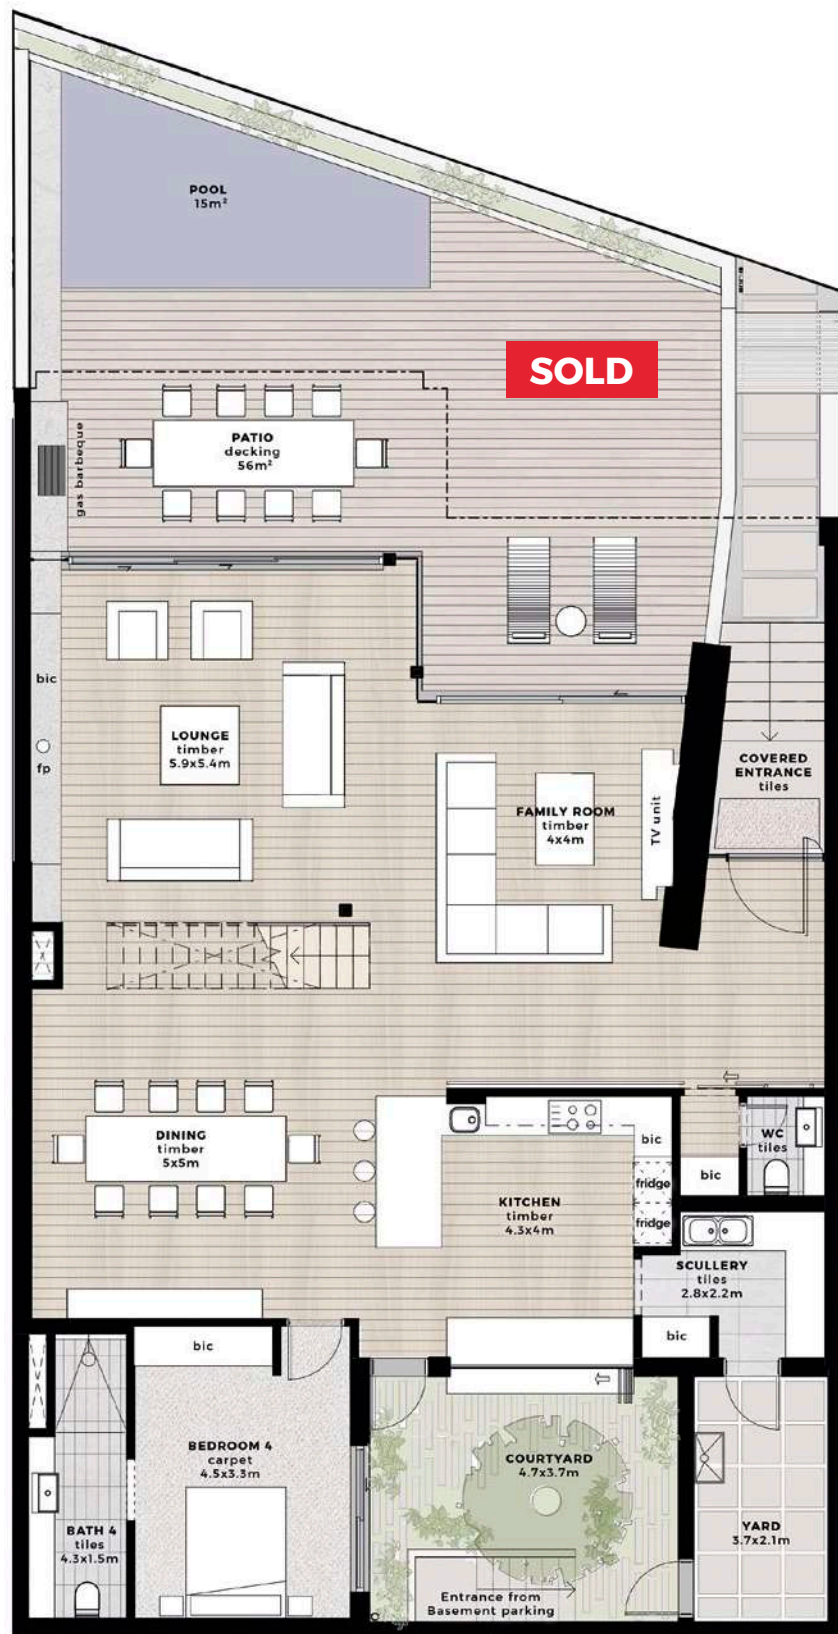 POOL
15m²
SOLD
PATIO
decking
56m²
gas barbeque
bic
fp
LOUNGE
timber
5.9x5.4m
FAMILY ROOM
timber
4x4m
TV unit
COVERED
ENTRANCE
tiles
DINING
timber
5x5m
KITCHEN
timber
4.3x4m
bic
fridge
fridge
bic
WC
tiles
SCULLERY
tiles
2.8x2.2m
bic
bic
BEDROOM 4
carpet
4.5x3.3m
BATH 4
tiles
4.3x1.5m
COURTYARD
4.7x3.7m
YARD
3.7x2.1m
Entrance from
Basement parking